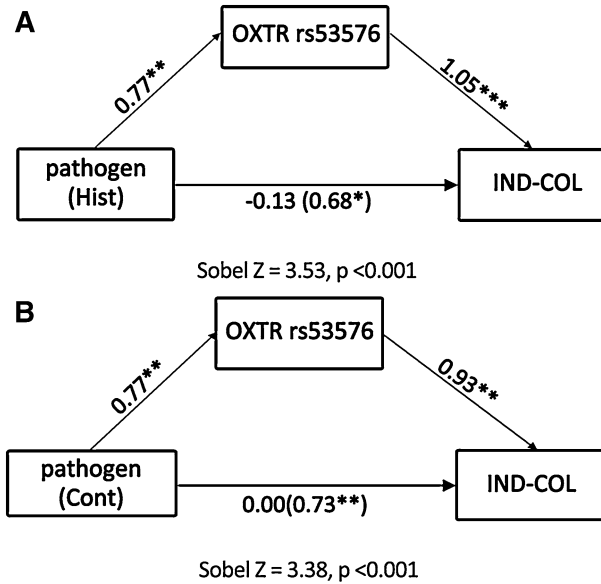 A
OXTR rs53576
0.77**
1.05***
pathogen
(Hist)
IND-COL
-0.13 (0.68*)
Sobel Z = 3.53, p <0.001
B
OXTR rs53576
0.77**
0.93**
pathogen
(Cont)
IND-COL
0.00(0.73**)
Sobel Z = 3.38, p <0.001